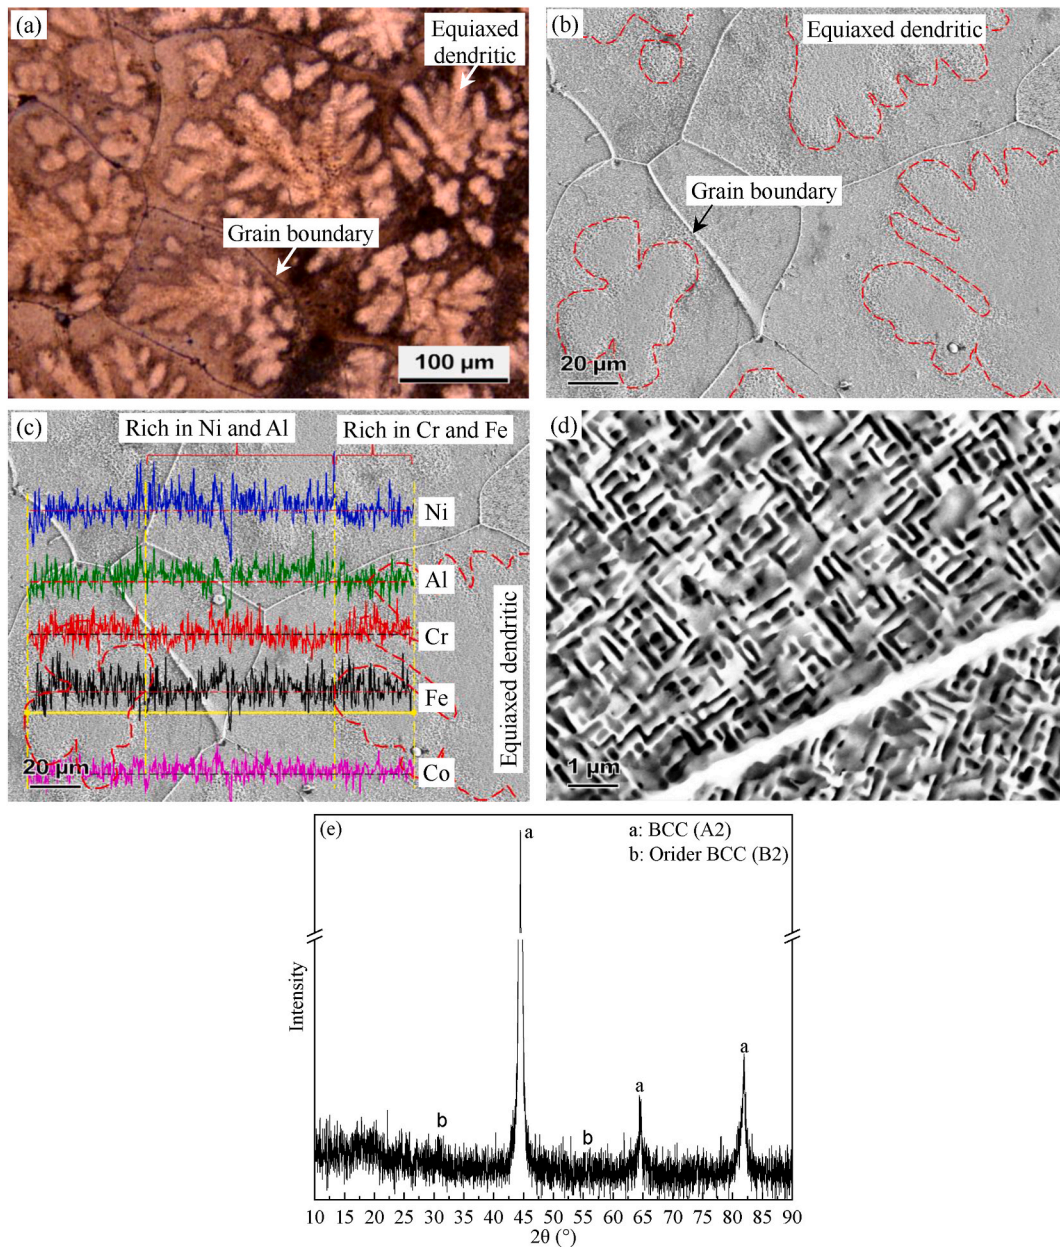 (a)
Equiaxed
dendritic
Grain boundary
100 µm
(b)
Equiaxed dendritic
Grain boundary
20 µm
(c)
Rich in Ni and Al
Rich in Cr and Fe
Ni
Al
Cr
Fe
Co
Equiaxed dendritic
20 µm
(d)
1 µm
(e)
a
a: BCC (A2)
b: Orider BCC (B2)
Intensity
b
b
a
a
10 15 20 25 30 35 40 45 50 55 60 65 70 75 80 85 90
2θ (°)